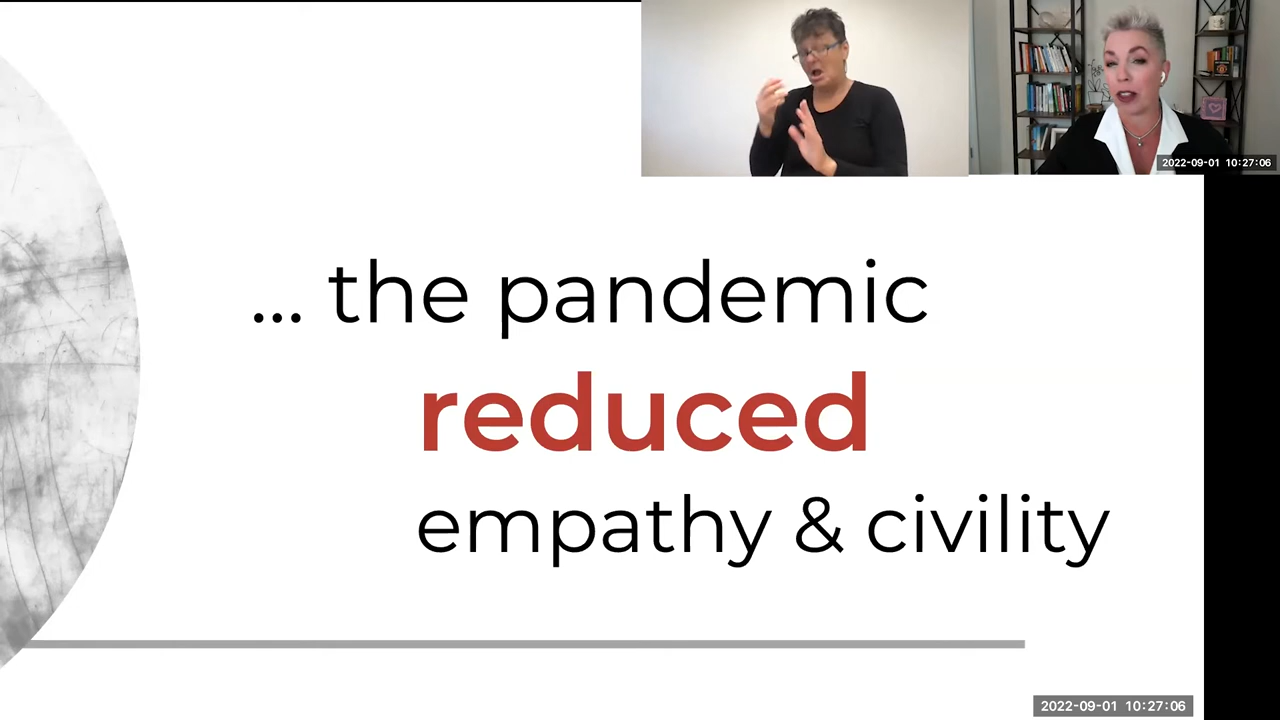 2022-09-01 10:27:06
... the pandemic
reduced
empathy & civility
2022-09-01 10:27:06